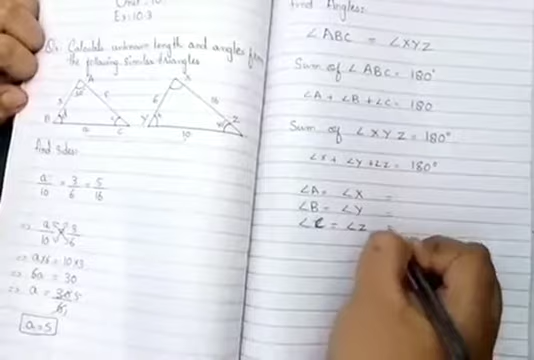 Unit 10
Ex: 10.3
Q: Calculate unknown length and angles from
the following similar triangles
A
X
3
6
Z
B
a
C
Y
10
find sides:
a/10 = 3/6 = 5/16
⇒ a/10 = 3/6
⇒ a×6 = 10×3
⇒ 6a = 30
⇒ a = 30 5/6
a=5
find Angles:
∠ABC = ∠XYZ
Sum of ∠ABC = 180°
∠A + ∠B + ∠C = 180
Sum of ∠XYZ = 180°
∠X + ∠Y + ∠Z = 180°
∠A = ∠X =
∠B = ∠Y =
∠C = ∠Z